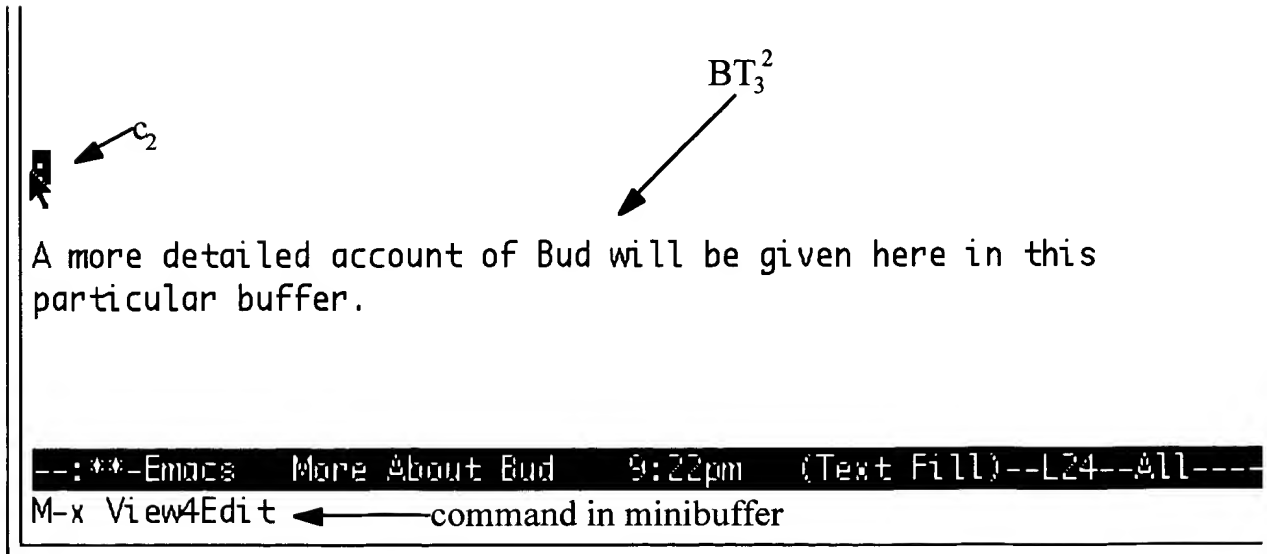 BT₃²
c₂
A more detailed account of Bud will be given here in this
particular buffer.
--:**-Emacs More About Bud 9:22pm (Text Fill)--L24--All----
M-x View4Edit command in minibuffer